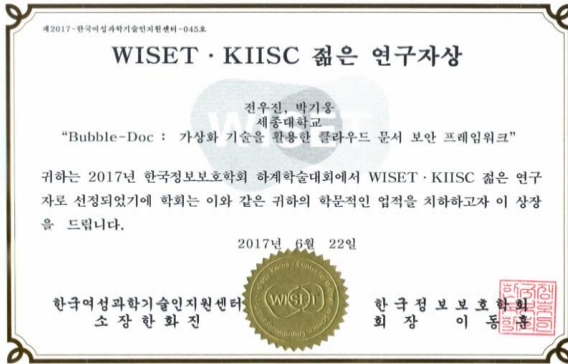 제2017-한국여성과학기술인지원센터-045호
WISET · KIISC 젊은 연구자상
전우진, 박기웅
세종대학교
“Bubble-Doc : 가상화 기술을 활용한 클라우드 문서 보안 프레임워크”
귀하는 2017년 한국정보보호학회 하계학술대회에서 WISET · KIISC 젊은 연구
자로 선정되었기에 학회는 이와 같은 귀하의 학문적인 업적을 치하하고자 이 상장
을 드립니다.
2017년 6월 22일
한국여성과학기술인지원센터
소 장 한 화 진
WISET
한 국 정 보 보 호 학 회
회 장 이 동 훈